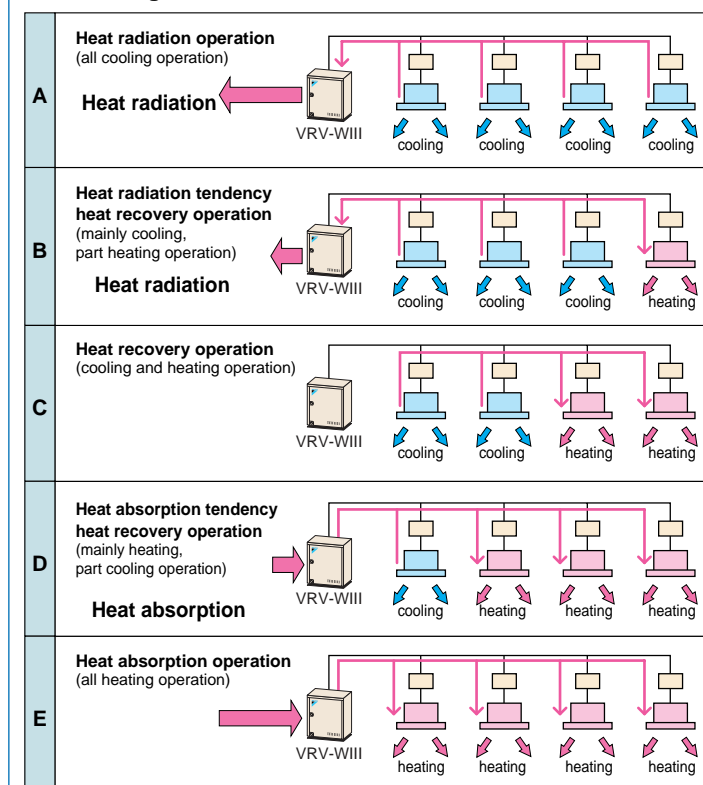 A
Heat radiation operation
(all cooling operation)
Heat radiation
VRV-WIII
cooling cooling cooling cooling
B
Heat radiation tendency
heat recovery operation
(mainly cooling,
part heating operation)
Heat radiation
VRV-WIII
cooling cooling cooling heating
C
Heat recovery operation
(cooling and heating operation)
VRV-WIII
cooling cooling heating heating
D
Heat absorption tendency
heat recovery operation
(mainly heating,
part cooling operation)
Heat absorption
VRV-WIII
cooling heating heating heating
E
Heat absorption operation
(all heating operation)
VRV-WIII
heating heating heating heating